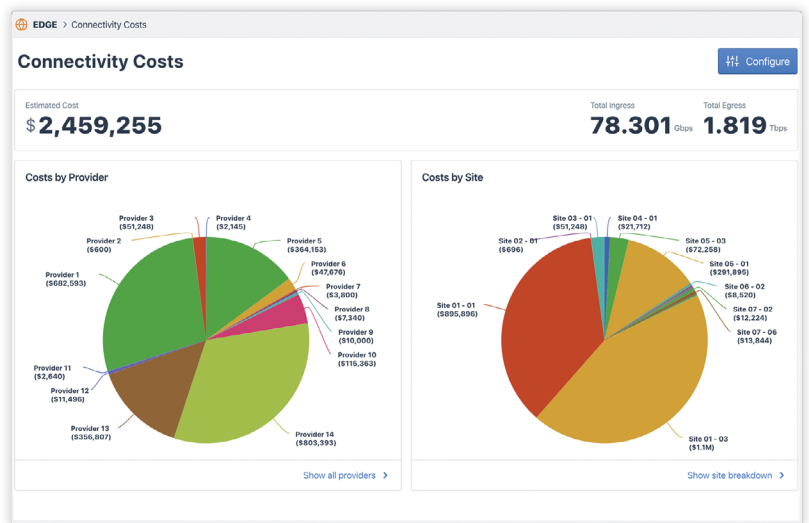 EDGE > Connectivity Costs
Connectivity Costs
Configure
Estimated Cost
$2,459,255
Total Ingress
78.301 Gbps
Total Egress
1.819 Tbps
Costs by Provider
Provider 3
($51,248)
Provider 4
($2,145)
Provider 2
($600)
Provider 5
($364,153)
Provider 6
($47,676)
Provider 1
($682,593)
Provider 7
($3,800)
Provider 8
($7,340)
Provider 9
($10,000)
Provider 10
($115,363)
Provider 11
($2,640)
Provider 12
($11,496)
Provider 13
($356,807)
Provider 14
($803,393)
Show all providers >
Costs by Site
Site 03 - 01
($51,248)
Site 04 - 01
($21,712)
Site 02 - 01
($696)
Site 05 - 03
($72,258)
Site 05 - 01
($291,895)
Site 06 - 02
($8,520)
Site 01 - 01
($895,896)
Site 07 - 02
($12,224)
Site 07 - 06
($13,844)
Site 01 - 03
($1.1M)
Show site breakdown >